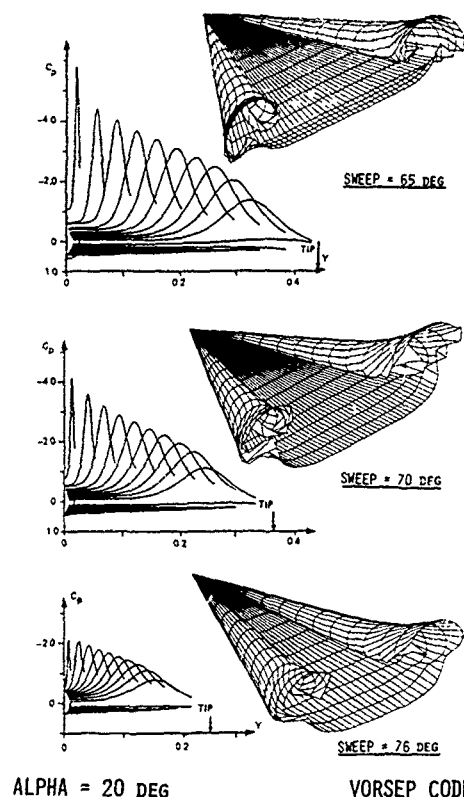 Cp
-4.0
-2.0
0
1.0
TIP
Y
0
0.2
0.4
SWEEP = 65 DEG
Cp
-4.0
-2.0
0
1.0
TIP
0
0.2
0.4
SWEEP = 70 DEG
Cp
-2.0
0
TIP
Y
0
0.2
SWEEP = 76 DEG
ALPHA = 20 DEG
VORSEP CODE